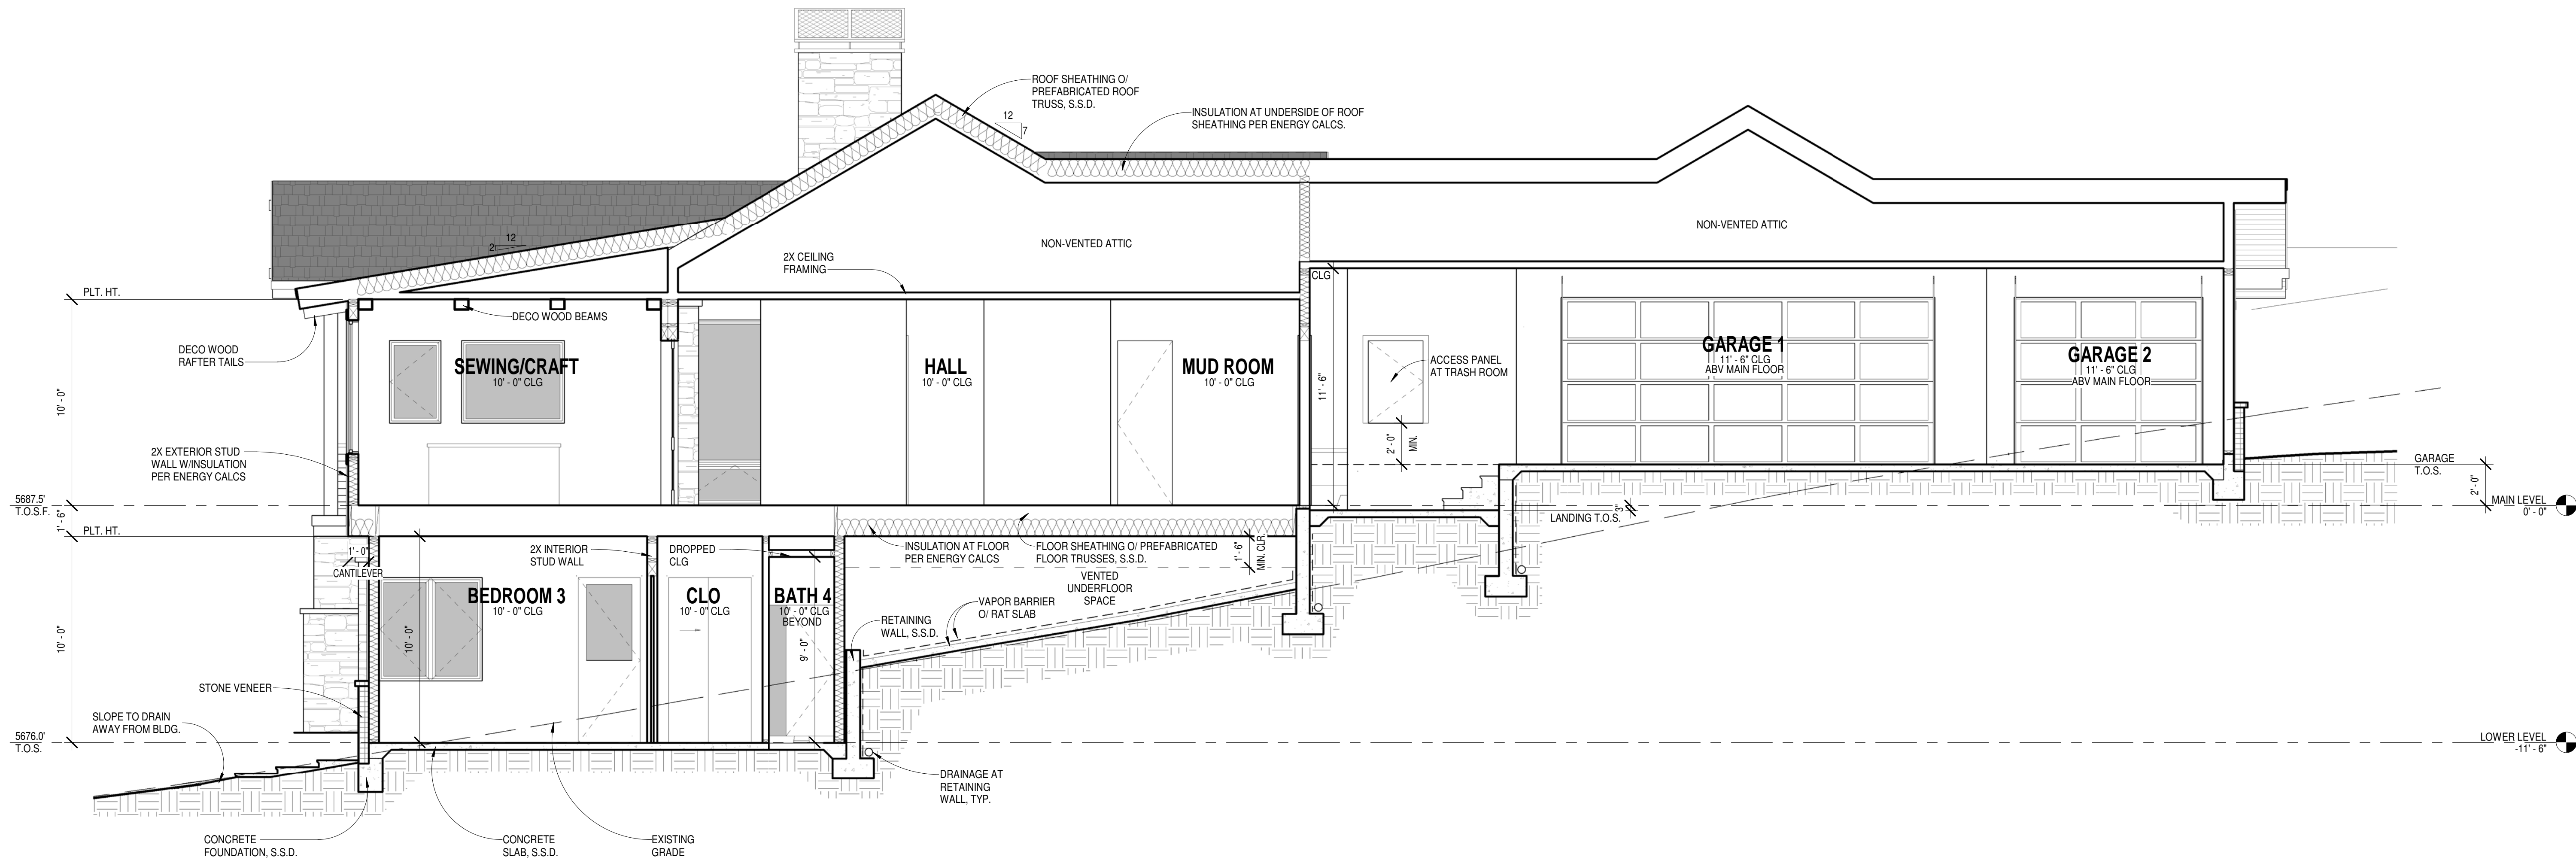 ROOF SHEATHING O/
PREFABRICATED ROOF
TRUSS, S.S.D.
12
7
INSULATION AT UNDERSIDE OF ROOF
SHEATHING PER ENERGY CALCS.
12
2
NON-VENTED ATTIC
NON-VENTED ATTIC
2X CEILING
FRAMING
CLG
PLT. HT.
DECO WOOD BEAMS
DECO WOOD
RAFTER TAILS
SEWING/CRAFT
10' - 0" CLG
HALL
10' - 0" CLG
MUD ROOM
10' - 0" CLG
11' - 6"
ACCESS PANEL
AT TRASH ROOM
GARAGE 1
11' - 6" CLG
ABV MAIN FLOOR
GARAGE 2
11' - 6" CLG
ABV MAIN FLOOR
10' - 0"
2' - 0"
MIN.
2X EXTERIOR STUD
WALL W/INSULATION
PER ENERGY CALCS
GARAGE
T.O.S.
2' - 0"
5687.5'
T.O.S.F.
MAIN LEVEL
0' - 0"
1' - 6"
PLT. HT.
3"
LANDING T.O.S.
1' - 0"
CANTILEVER
2X INTERIOR
STUD WALL
DROPPED
CLG
INSULATION AT FLOOR
PER ENERGY CALCS
FLOOR SHEATHING O/ PREFABRICATED
FLOOR TRUSSES, S.S.D.
1' - 6"
MIN. CLR.
VENTED
UNDERFLOOR
SPACE
BEDROOM 3
10' - 0" CLG
CLO
10' - 0" CLG
BATH 4
10' - 0" CLG
BEYOND
VAPOR BARRIER
O/ RAT SLAB
RETAINING
WALL, S.S.D.
10' - 0"
10' - 0"
9' - 0"
STONE VENEER
SLOPE TO DRAIN
AWAY FROM BLDG.
5676.0'
T.O.S.
LOWER LEVEL
-11' - 6"
DRAINAGE AT
RETAINING
WALL, TYP.
CONCRETE
FOUNDATION, S.S.D.
CONCRETE
SLAB, S.S.D.
EXISTING
GRADE